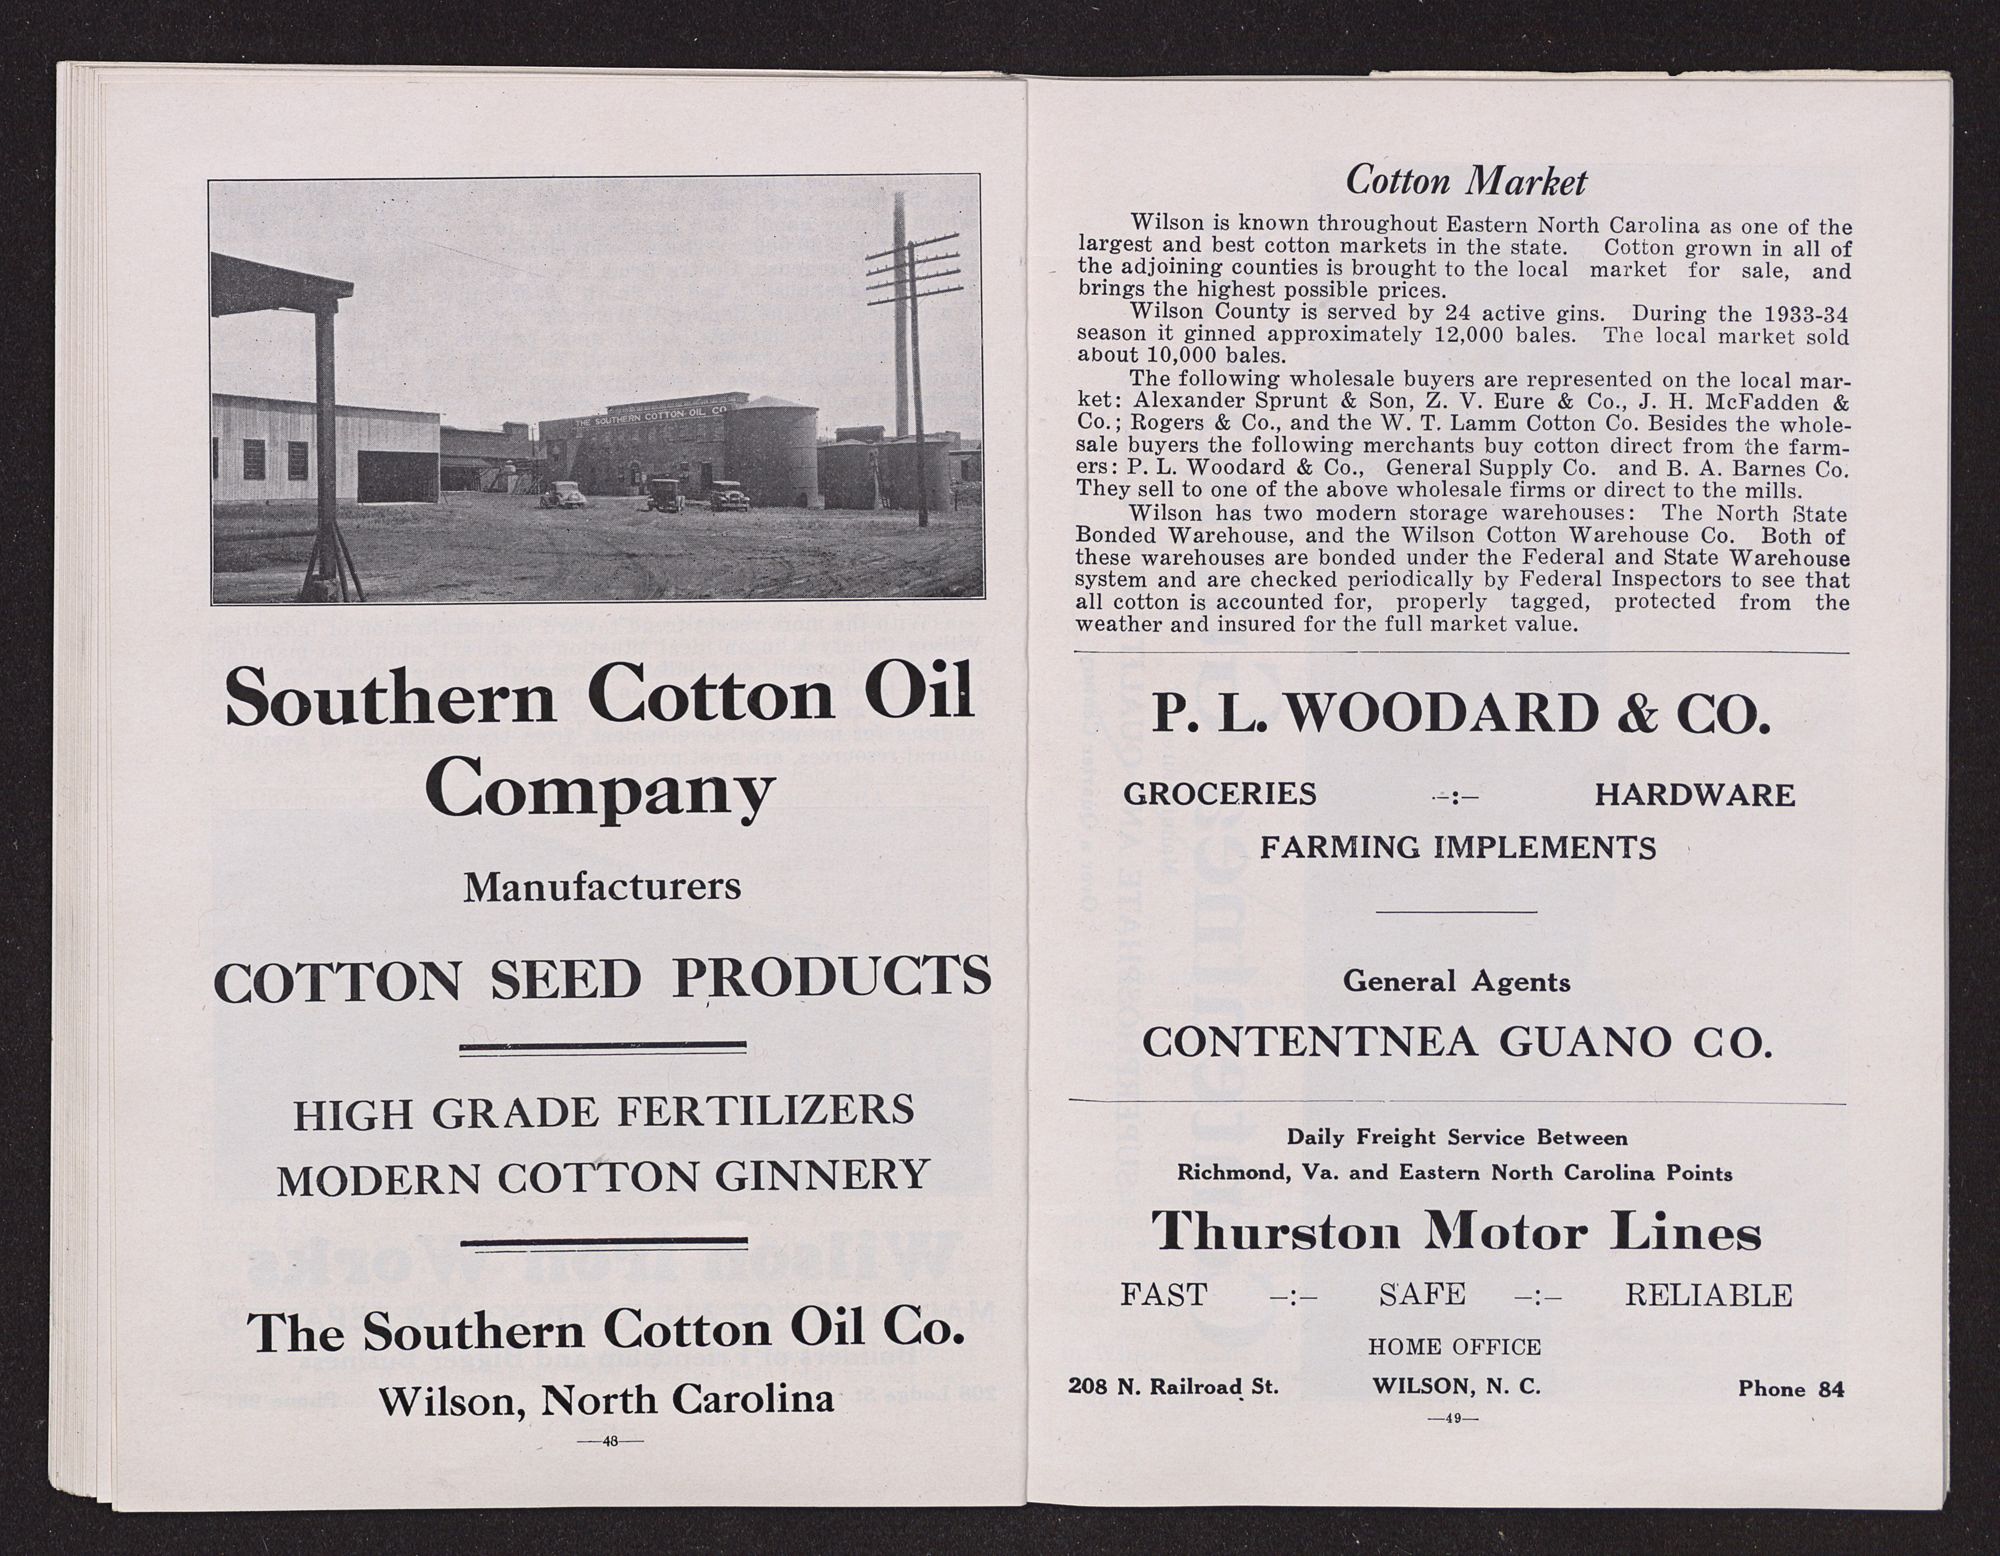 THE SOUTHERN COTTON OIL CO
Southern Cotton Oil
Company
Manufacturers
COTTON SEED PRODUCTS
HIGH GRADE FERTILIZERS
MODERN COTTON GINNERY
The Southern Cotton Oil Co.
Wilson, North Carolina
—48—
Cotton Market
Wilson is known throughout Eastern North Carolina as one of the
largest and best cotton markets in the state. Cotton grown in all of
the adjoining counties is brought to the local market for sale, and
brings the highest possible prices.
Wilson County is served by 24 active gins. During the 1933-34
season it ginned approximately 12,000 bales. The local market sold
about 10,000 bales.
The following wholesale buyers are represented on the local mar-
ket: Alexander Sprunt & Son, Z. V. Eure & Co., J. H. McFadden &
Co.; Rogers & Co., and the W. T. Lamm Cotton Co. Besides the whole-
sale buyers the following merchants buy cotton direct from the farm-
ers: P. L. Woodard & Co., General Supply Co. and B. A. Barnes Co.
They sell to one of the above wholesale firms or direct to the mills.
Wilson has two modern storage warehouses: The North State
Bonded Warehouse, and the Wilson Cotton Warehouse Co. Both of
these warehouses are bonded under the Federal and State Warehouse
system and are checked periodically by Federal Inspectors to see that
all cotton is accounted for, properly tagged, protected from the
weather and insured for the full market value.
P. L. WOODARD & CO.
GROCERIES -:- HARDWARE
FARMING IMPLEMENTS
General Agents
CONTENTNEA GUANO CO.
Daily Freight Service Between
Richmond, Va. and Eastern North Carolina Points
Thurston Motor Lines
FAST -:- SAFE -:- RELIABLE
HOME OFFICE
208 N. Railroad St. WILSON, N. C. Phone 84
—49—